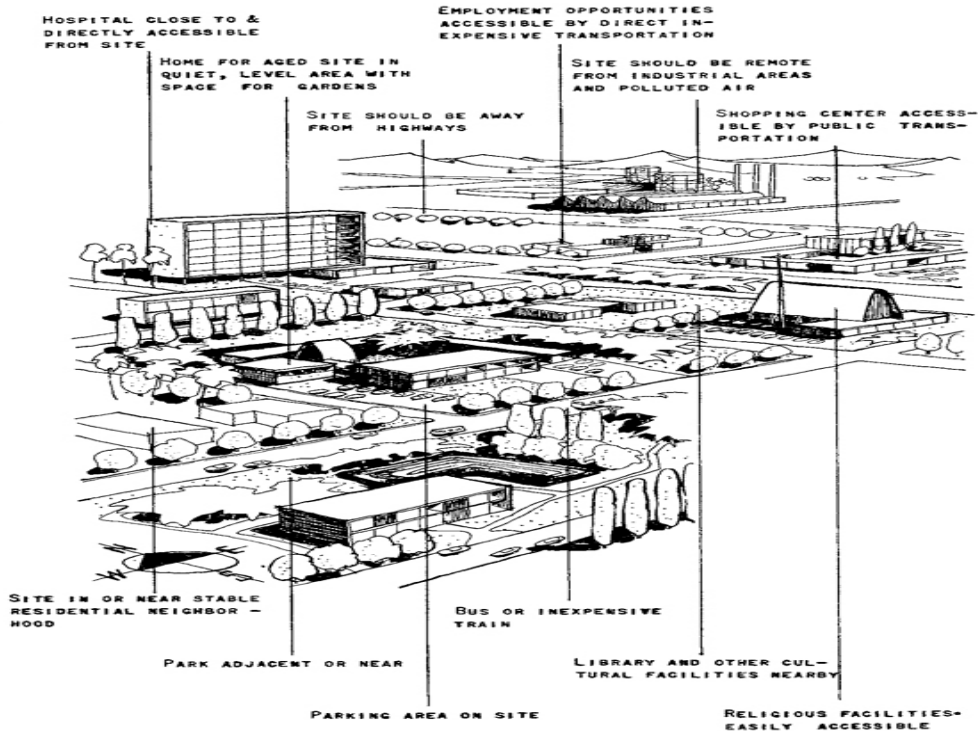 HOSPITAL CLOSE TO &
DIRECTLY ACCESSIBLE
FROM SITE
HOME FOR AGED SITE IN
QUIET, LEVEL AREA WITH
SPACE FOR GARDENS
SITE SHOULD BE AWAY
FROM HIGHWAYS
EMPLOYMENT OPPORTUNITIES
ACCESSIBLE BY DIRECT IN-
EXPENSIVE TRANSPORTATION
SITE SHOULD BE REMOTE
FROM INDUSTRIAL AREAS
AND POLLUTED AIR
SHOPPING CENTER ACCESS-
IBLE BY PUBLIC TRANS-
PORTATION
N
E
W
S
SITE IN OR NEAR STABLE
RESIDENTIAL NEIGHBOR-
HOOD
PARK ADJACENT OR NEAR
PARKING AREA ON SITE
BUS OR INEXPENSIVE
TRAIN
LIBRARY AND OTHER CUL-
TURAL FACILITIES NEARBY
RELIGIOUS FACILITIES-
EASILY ACCESSIBLE